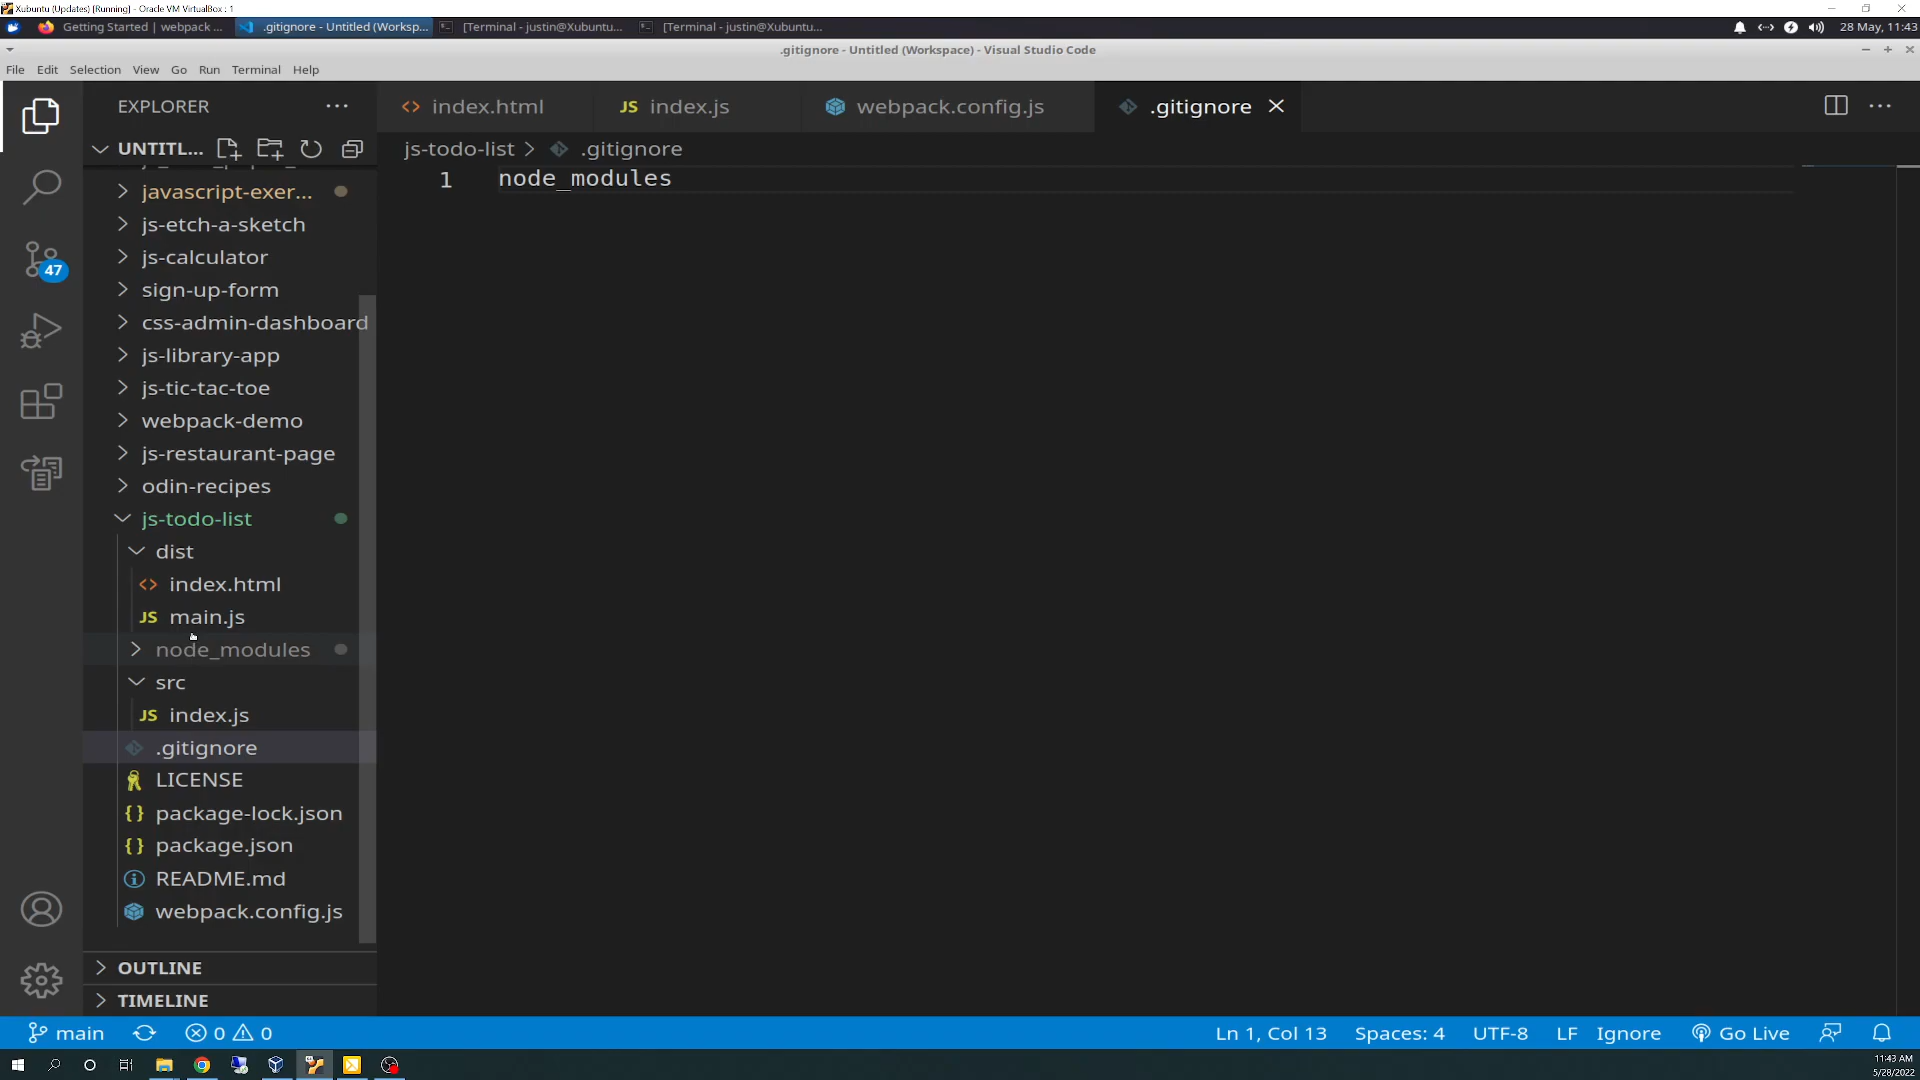 Xubuntu (Updates) [Running] - Oracle VM VirtualBox : 1
Getting Started | webpack ...
.gitignore - Untitled (Worksp...
[Terminal - justin@Xubuntu...
[Terminal - justin@Xubuntu...
28 May, 11:43
.gitignore - Untitled (Workspace) - Visual Studio Code
File Edit Selection View Go Run Terminal Help
EXPLORER
index.html
JS index.js
webpack.config.js
.gitignore
UNTITL...
js-todo-list > .gitignore
1 node_modules
javascript-exer...
js-etch-a-sketch
js-calculator
47
sign-up-form
css-admin-dashboard
js-library-app
js-tic-tac-toe
webpack-demo
js-restaurant-page
odin-recipes
js-todo-list
dist
<> index.html
JS main.js
node_modules
src
JS index.js
.gitignore
LICENSE
{} package-lock.json
{} package.json
README.md
webpack.config.js
OUTLINE
TIMELINE
main 0 0 Ln 1, Col 13 Spaces: 4 UTF-8 LF Ignore Go Live
11:43 AM
5/28/2022